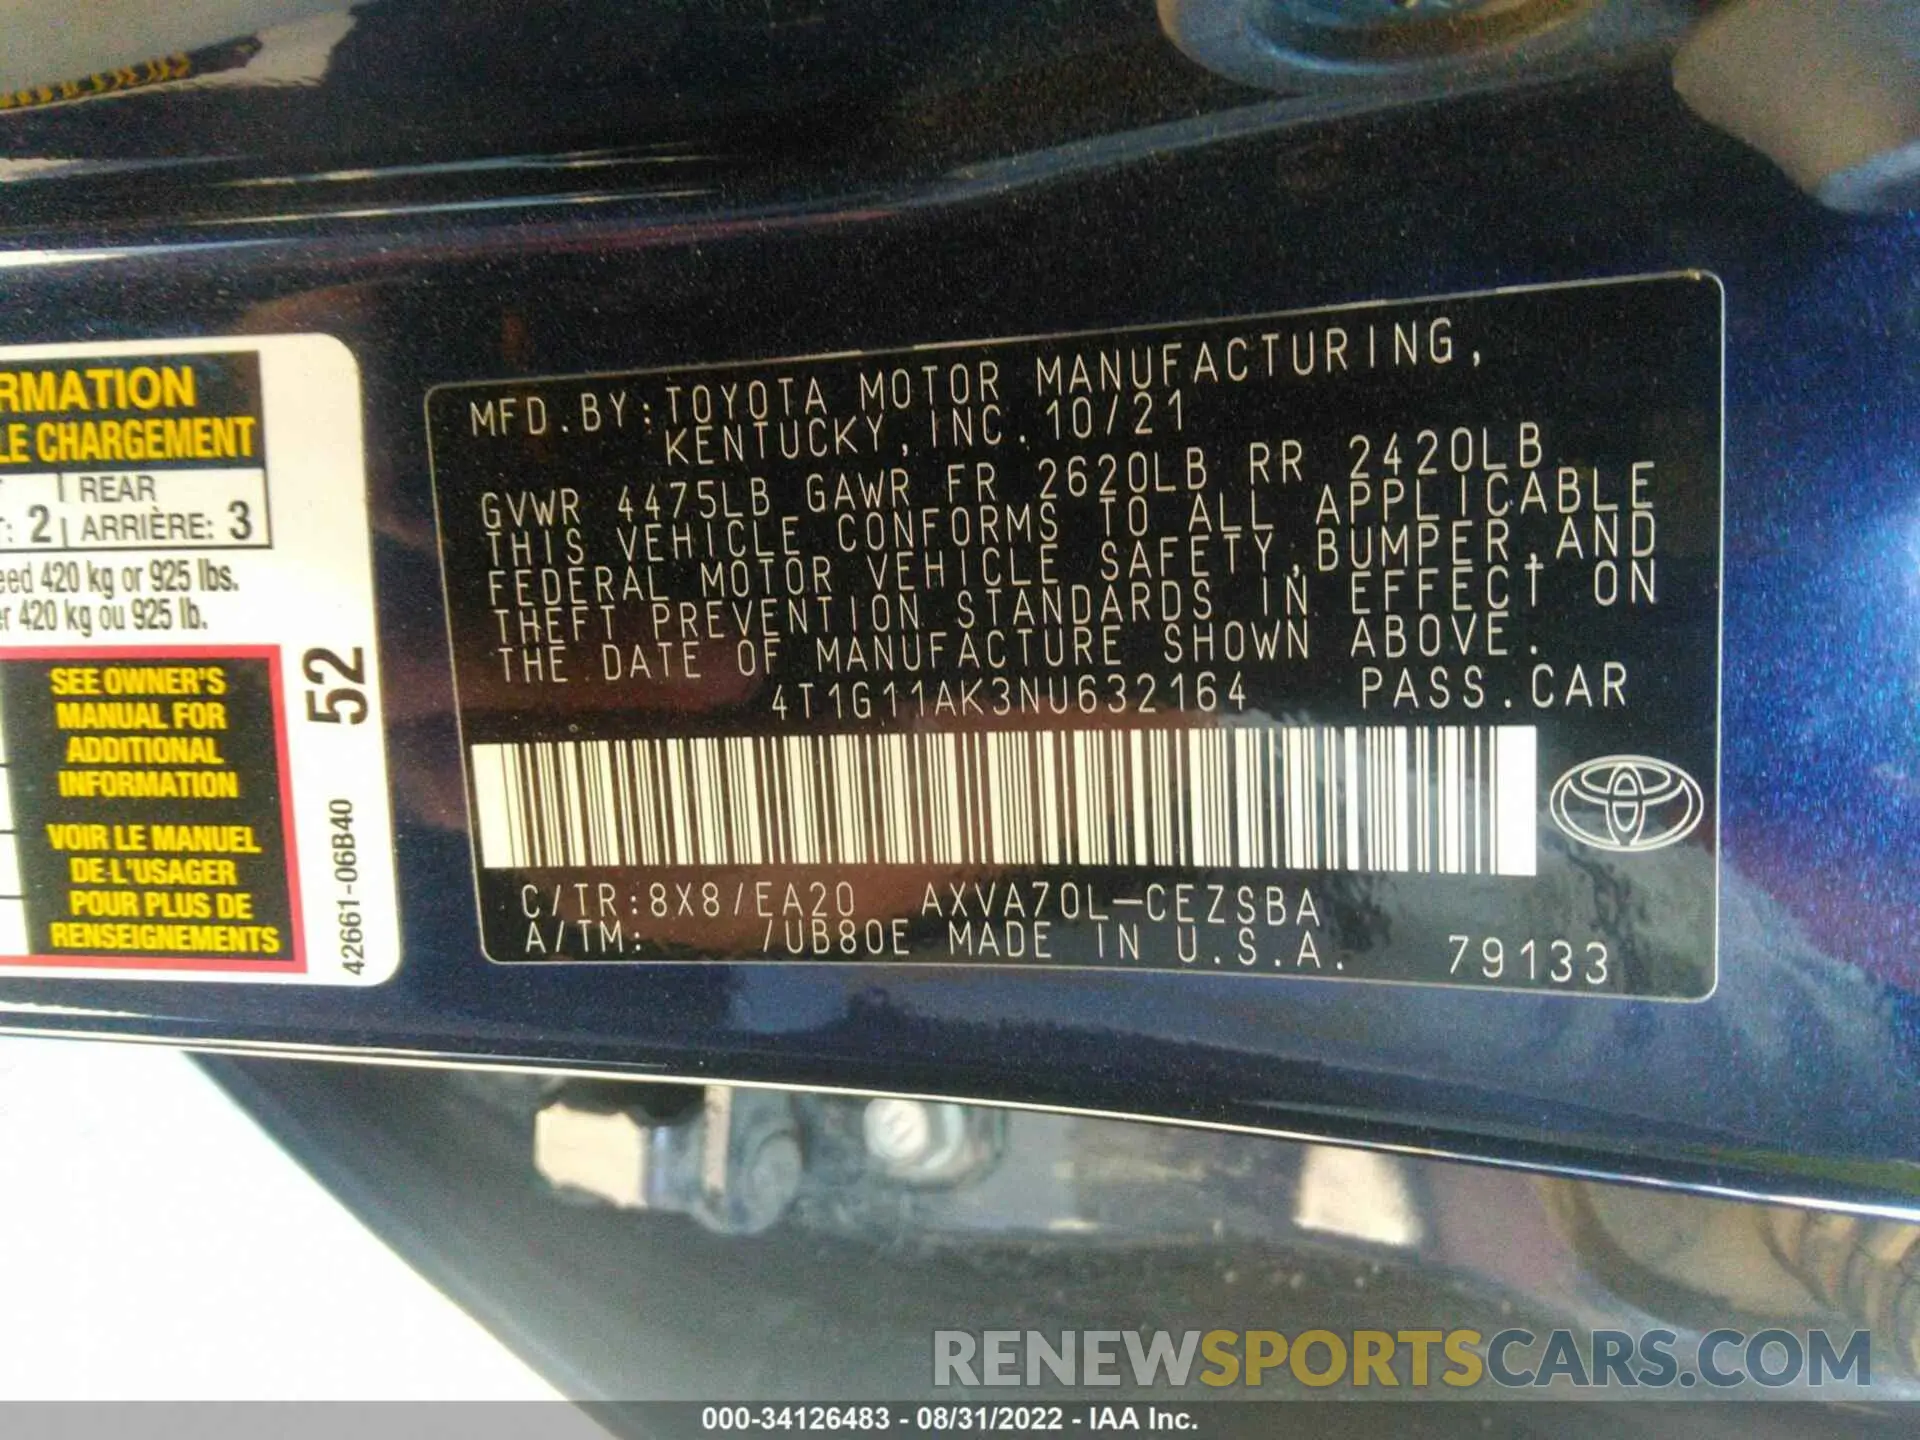 RMATION
LE CHARGEMENT
REAR
: 2 ARRIÈRE: 3
eed 420 kg or 925 lbs.
er 420 kg ou 925 lb.
SEE OWNER'S
MANUAL FOR
ADDITIONAL
INFORMATION
VOIR LE MANUEL
DE L'USAGER
POUR PLUS DE
RENSEIGNEMENTS
52
42661-06B40
MFD.BY:TOYOTA MOTOR MANUFACTURING,
KENTUCKY,INC.10/21
GVWR 4475LB GAWR FR 2620LB RR 2420LB
THIS VEHICLE CONFORMS TO ALL APPLICABLE
FEDERAL MOTOR VEHICLE SAFETY,BUMPER,AND
THEFT PREVENTION STANDARDS IN EFFECT ON
THE DATE OF MANUFACTURE SHOWN ABOVE.
4T1G11AK3NU632164 PASS.CAR
C/TR:8X8/EA20 AXVA70L-CEZSBA
A/TM: /UB80E MADE IN U.S.A. 79133
RENEWSPORTSCARS.COM
000-34126483 - 08/31/2022 - IAA Inc.